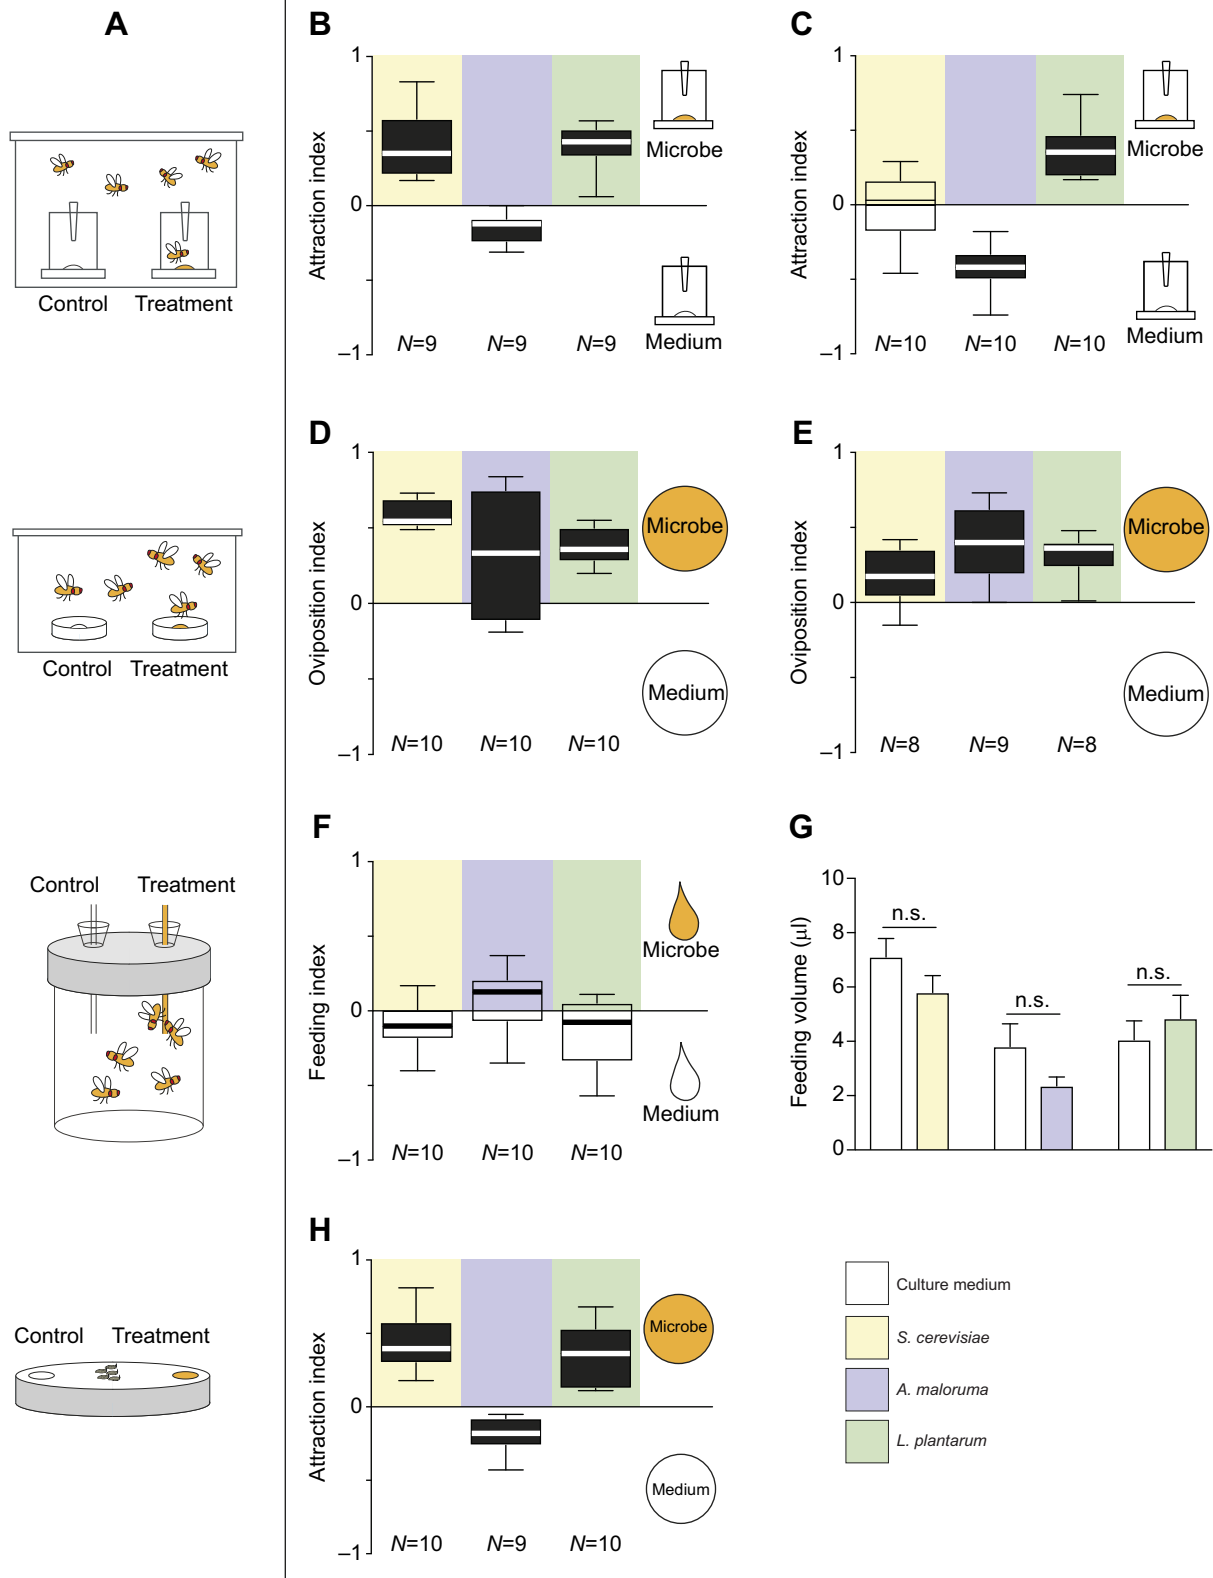 A
Control
Treatment
Control
Treatment
Control
Treatment
Control
Treatment
B
1
0
–1
Attraction index
N=9
N=9
N=9
Microbe
Medium
C
1
0
–1
Attraction index
N=10
N=10
N=10
Microbe
Medium
D
1
0
–1
Oviposition index
N=10
N=10
N=10
Microbe
Medium
E
1
0
–1
Oviposition index
N=8
N=9
N=8
Microbe
Medium
F
1
0
–1
Feeding index
N=10
N=10
N=10
Microbe
Medium
G
10
8
6
4
2
0
Feeding volume (μl)
n.s.
n.s.
n.s.
H
1
0
–1
Attraction index
N=10
N=9
N=10
Microbe
Medium
Culture medium
S. cerevisiae
A. maloruma
L. plantarum